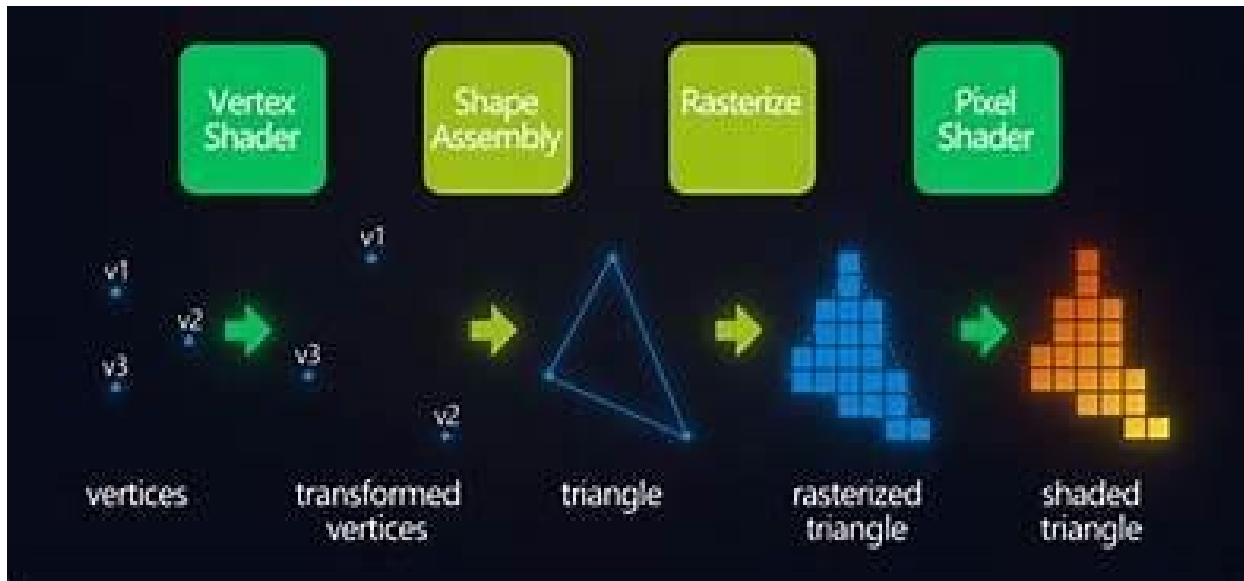 Vertex
Shader
Shape
Assembly
Rasterize
Pixel
Shader
v1
v2
v3
v1
v3
v2
vertices
transformed
vertices
triangle
rasterized
triangle
shaded
triangle